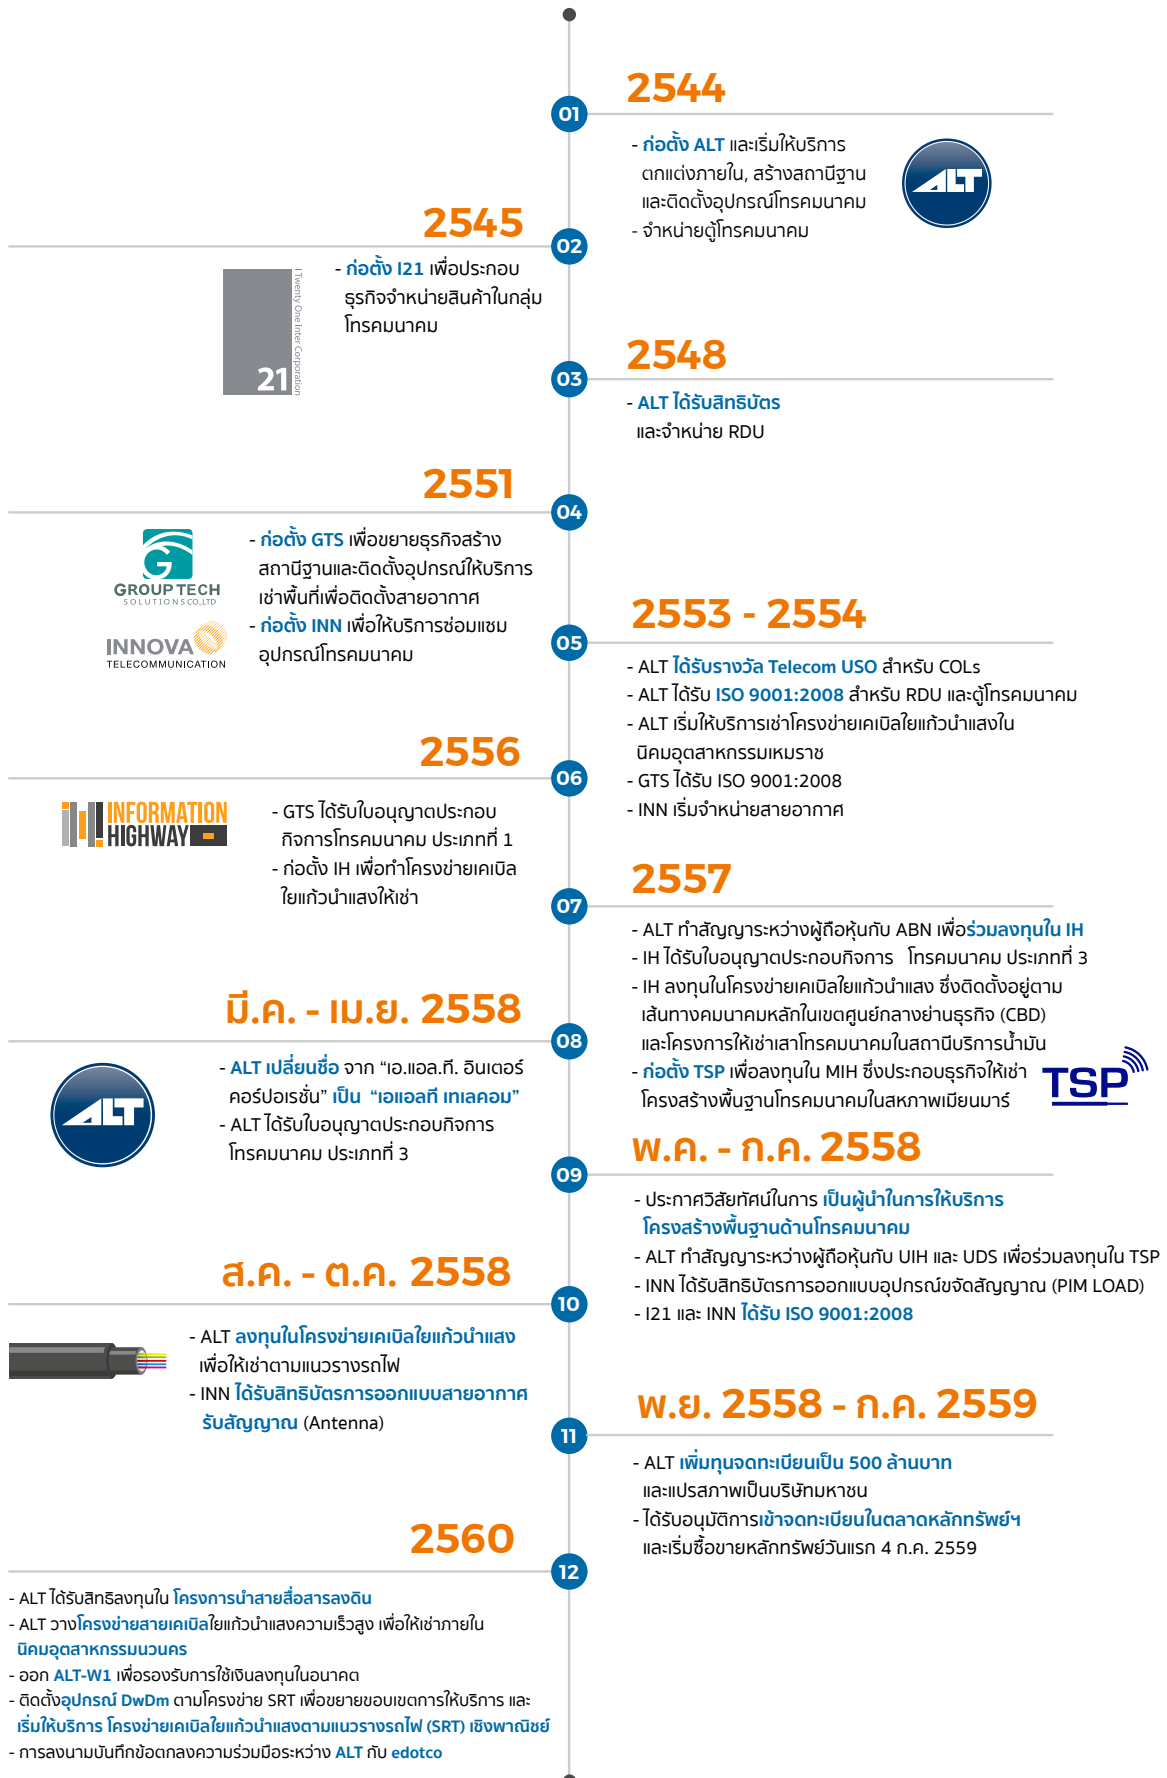 01
2544
- ก่อตั้ง ALT และเริ่มให้บริการ
ตกแต่งภายใน, สร้างสถานีฐาน
และติดตั้งอุปกรณ์โทรคมนาคม
- จำหน่ายตู้โทรคมนาคม
ALT
2545
02
- ก่อตั้ง I21 เพื่อประกอบ
ธุรกิจจำหน่ายสินค้าในกลุ่ม
โทรคมนาคม
21
I Twenty One Inter Corporation
2548
03
- ALT ได้รับสิทธิบัตร
และจำหน่าย RDU
2551
04
- ก่อตั้ง GTS เพื่อขยายธุรกิจสร้าง
สถานีฐานและติดตั้งอุปกรณ์ให้บริการ
เช่าพื้นที่เพื่อติดตั้งสายอากาศ
- ก่อตั้ง INN เพื่อให้บริการซ่อมแซม
อุปกรณ์โทรคมนาคม
G
GROUP TECH
SOLUTIONS CO.,LTD
INNOVA
TELECOMMUNICATION
2553 - 2554
05
- ALT ได้รับรางวัล Telecom USO สำหรับ COLs
- ALT ได้รับ ISO 9001:2008 สำหรับ RDU และตู้โทรคมนาคม
- ALT เริ่มให้บริการเช่าโครงข่ายเคเบิลใยแก้วนำแสงใน
นิคมอุตสาหกรรมเหมราช
- GTS ได้รับ ISO 9001:2008
- INN เริ่มจำหน่ายสายอากาศ
2556
06
INFORMATION
HIGHWAY
- GTS ได้รับใบอนุญาตประกอบ
กิจการโทรคมนาคม ประเภทที่ 1
- ก่อตั้ง IH เพื่อทำโครงข่ายเคเบิล
ใยแก้วนำแสงให้เช่า
2557
07
- ALT ทำสัญญาระหว่างผู้ถือหุ้นกับ ABN เพื่อร่วมลงทุนใน IH
- IH ได้รับใบอนุญาตประกอบกิจการ โทรคมนาคม ประเภทที่ 3
- IH ลงทุนในโครงข่ายเคเบิลใยแก้วนำแสง ซึ่งติดตั้งอยู่ตาม
เส้นทางคมนาคมหลักในเขตศูนย์กลางย่านธุรกิจ (CBD)
และโครงการให้เช่าเสาโทรคมนาคมในสถานีบริการน้ำมัน
- ก่อตั้ง TSP เพื่อลงทุนใน MIH ซึ่งประกอบธุรกิจให้เช่า
โครงสร้างพื้นฐานโทรคมนาคมในสหภาพเมียนมาร์
TSP
มี.ค. - เม.ย. 2558
08
ALT
- ALT เปลี่ยนชื่อ จาก “เอ.แอล.ที. อินเตอร์
คอร์ปอเรชั่น” เป็น “เอแอลที เทเลคอม”
- ALT ได้รับใบอนุญาตประกอบกิจการ
โทรคมนาคม ประเภทที่ 3
พ.ค. - ก.ค. 2558
09
- ประกาศวิสัยทัศน์ในการ เป็นผู้นำในการให้บริการ
โครงสร้างพื้นฐานด้านโทรคมนาคม
- ALT ทำสัญญาระหว่างผู้ถือหุ้นกับ UIH และ UDS เพื่อร่วมลงทุนใน TSP
- INN ได้รับสิทธิบัตรการออกแบบอุปกรณ์ขจัดสัญญาณ (PIM LOAD)
- I21 และ INN ได้รับ ISO 9001:2008
ส.ค. - ต.ค. 2558
10
- ALT ลงทุนในโครงข่ายเคเบิลใยแก้วนำแสง
เพื่อให้เช่าตามแนวรางรถไฟ
- INN ได้รับสิทธิบัตรการออกแบบสายอากาศ
รับสัญญาณ (Antenna)
พ.ย. 2558 - ก.ค. 2559
11
- ALT เพิ่มทุนจดทะเบียนเป็น 500 ล้านบาท
และแปรสภาพเป็นบริษัทมหาชน
- ได้รับอนุมัติการเข้าจดทะเบียนในตลาดหลักทรัพย์ฯ
และเริ่มซื้อขายหลักทรัพย์วันแรก 4 ก.ค. 2559
2560
12
- ALT ได้รับสิทธิลงทุนใน โครงการนำสายสื่อสารลงดิน
- ALT วางโครงข่ายสายเคเบิลใยแก้วนำแสงความเร็วสูง เพื่อให้เช่าภายใน
นิคมอุตสาหกรรมนวนคร
- ออก ALT-W1 เพื่อรองรับการใช้เงินลงทุนในอนาคต
- ติดตั้งอุปกรณ์ DwDm ตามโครงข่าย SRT เพื่อขยายขอบเขตการให้บริการ และ
เริ่มให้บริการ โครงข่ายเคเบิลใยแก้วนำแสงตามแนวรางรถไฟ (SRT) เชิงพาณิชย์
- การลงนามบันทึกข้อตกลงความร่วมมือระหว่าง ALT กับ edotco